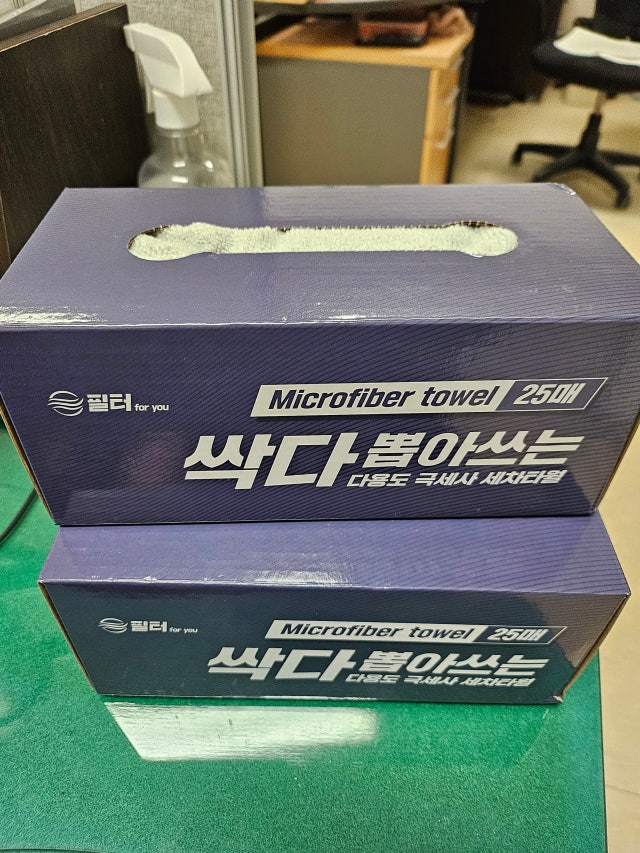 필터 for you
Microfiber towel 25매
싹다 뽑아쓰는
다용도 극세사 세차타월
필터 for you
Microfiber towel 25매
싹다 뽑아쓰는
다용도 극세사 세차타월